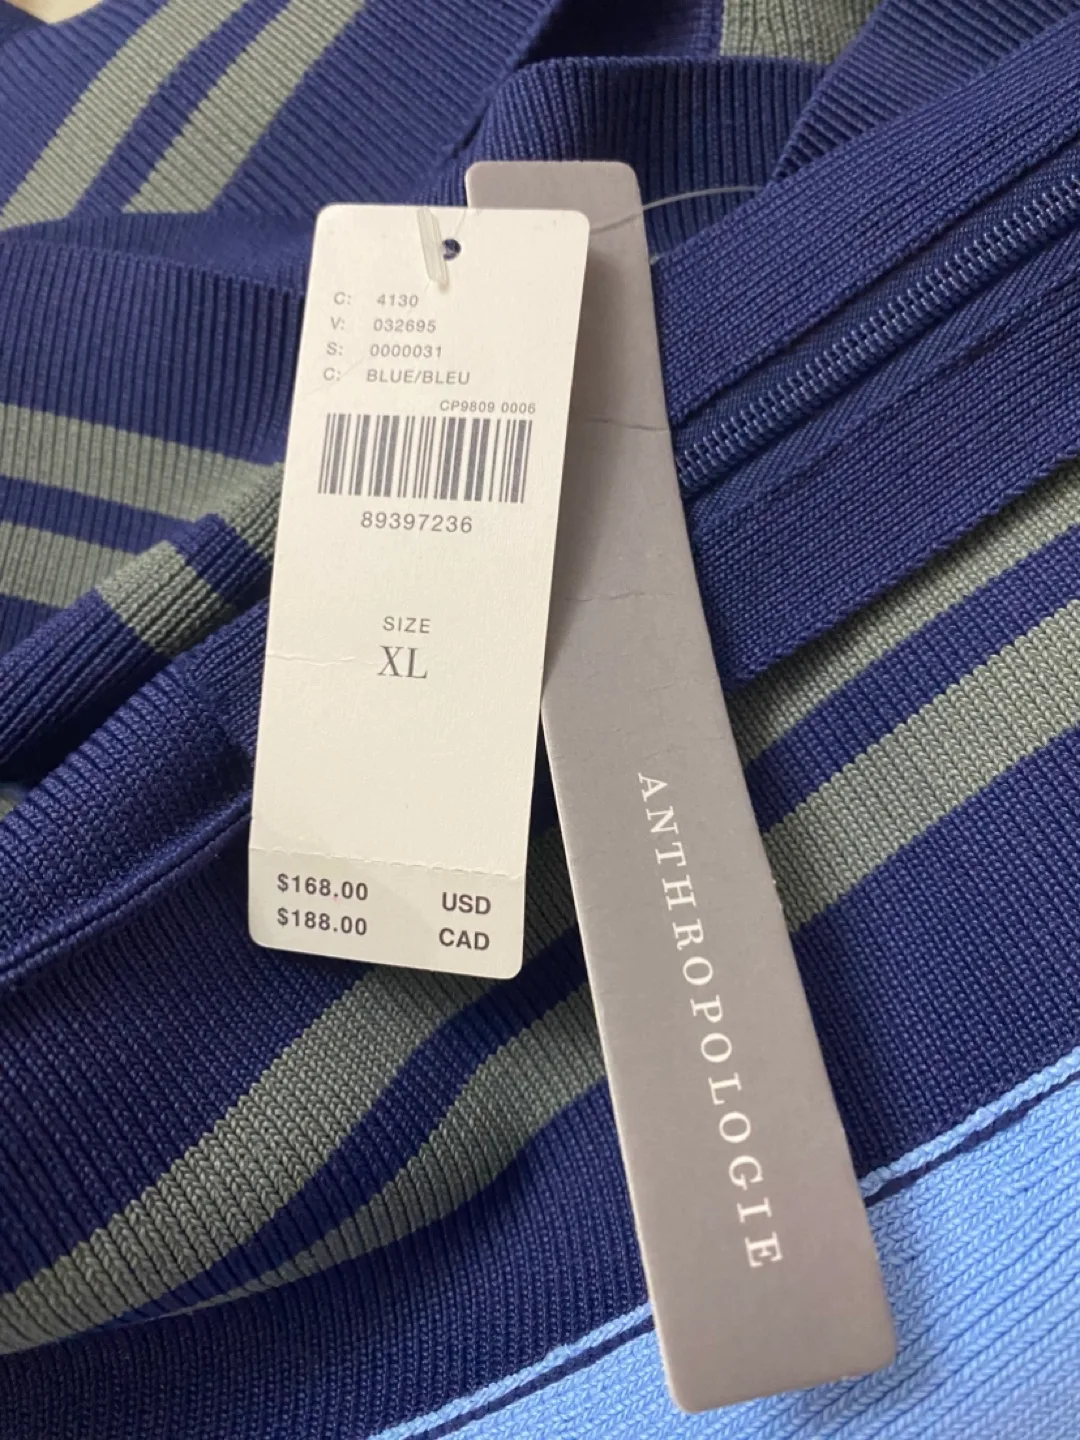 C: 4130
V: 032695
S: 0000031
C: BLUE/BLEU
CP9809 0006
89397236
SIZE
XL
$168.00 USD
$188.00 CAD
ANTHROPOLOGIE